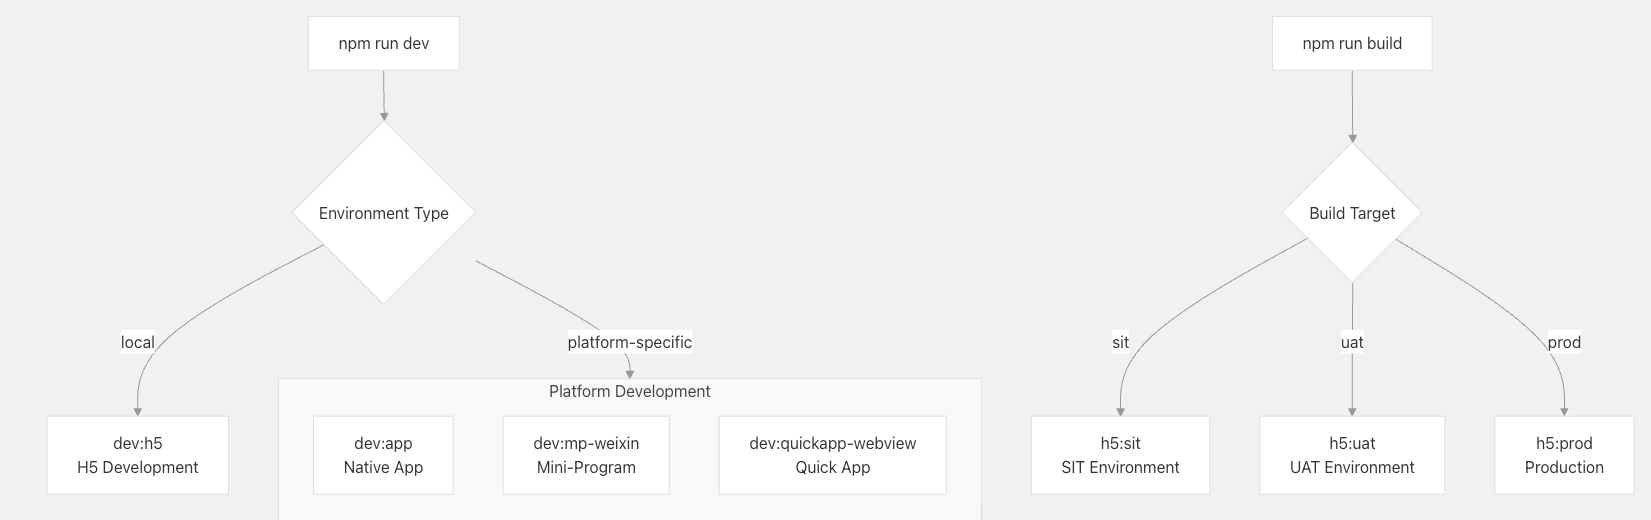 npm run dev
npm run build
Environment Type
Build Target
local
platform-specific
sit
uat
prod
Platform Development
dev:h5
H5 Development
dev:app
Native App
dev:mp-weixin
Mini-Program
dev:quickapp-webview
Quick App
h5:sit
SIT Environment
h5:uat
UAT Environment
h5:prod
Production